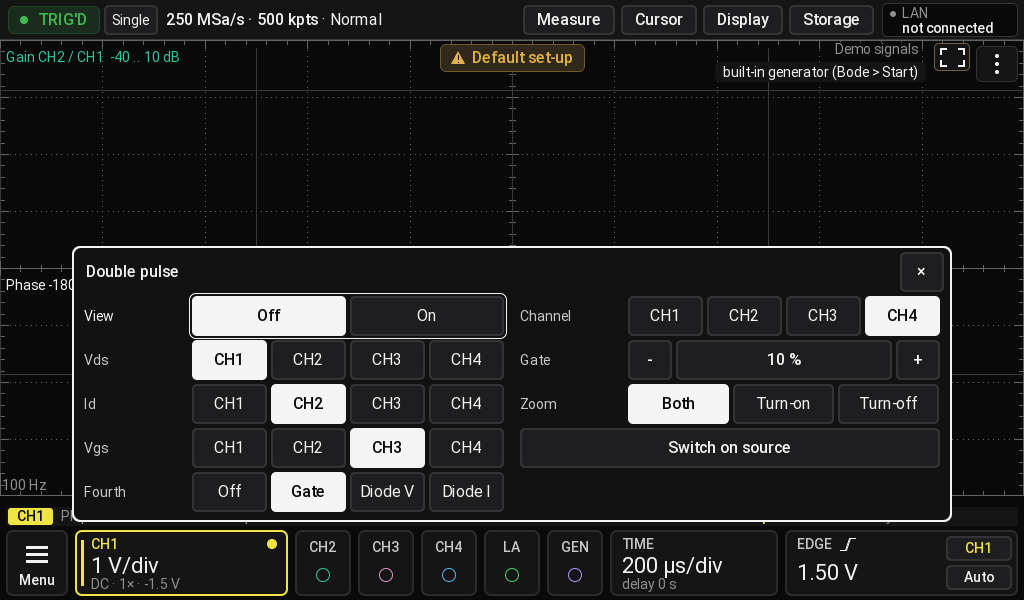 TRIG'D
Single
250 MSa/s · 500 kpts · Normal
Measure
Cursor
Display
Storage
LAN
not connected
Gain CH2 / CH1 -40 .. 10 dB
Default set-up
Demo signals
built-in generator (Bode > Start)
Double pulse
×
View
Off
On
Channel
CH1
CH2
CH3
CH4
Vds
CH1
CH2
CH3
CH4
Gate
-
10 %
+
Id
CH1
CH2
CH3
CH4
Zoom
Both
Turn-on
Turn-off
Vgs
CH1
CH2
CH3
CH4
Switch on source
Fourth
Off
Gate
Diode V
Diode I
Phase -180
100 Hz
CH1
Menu
CH1
1 V/div
DC · 1× · -1.5 V
CH2
CH3
CH4
LA
GEN
TIME
200 µs/div
delay 0 s
EDGE
1.50 V
CH1
Auto